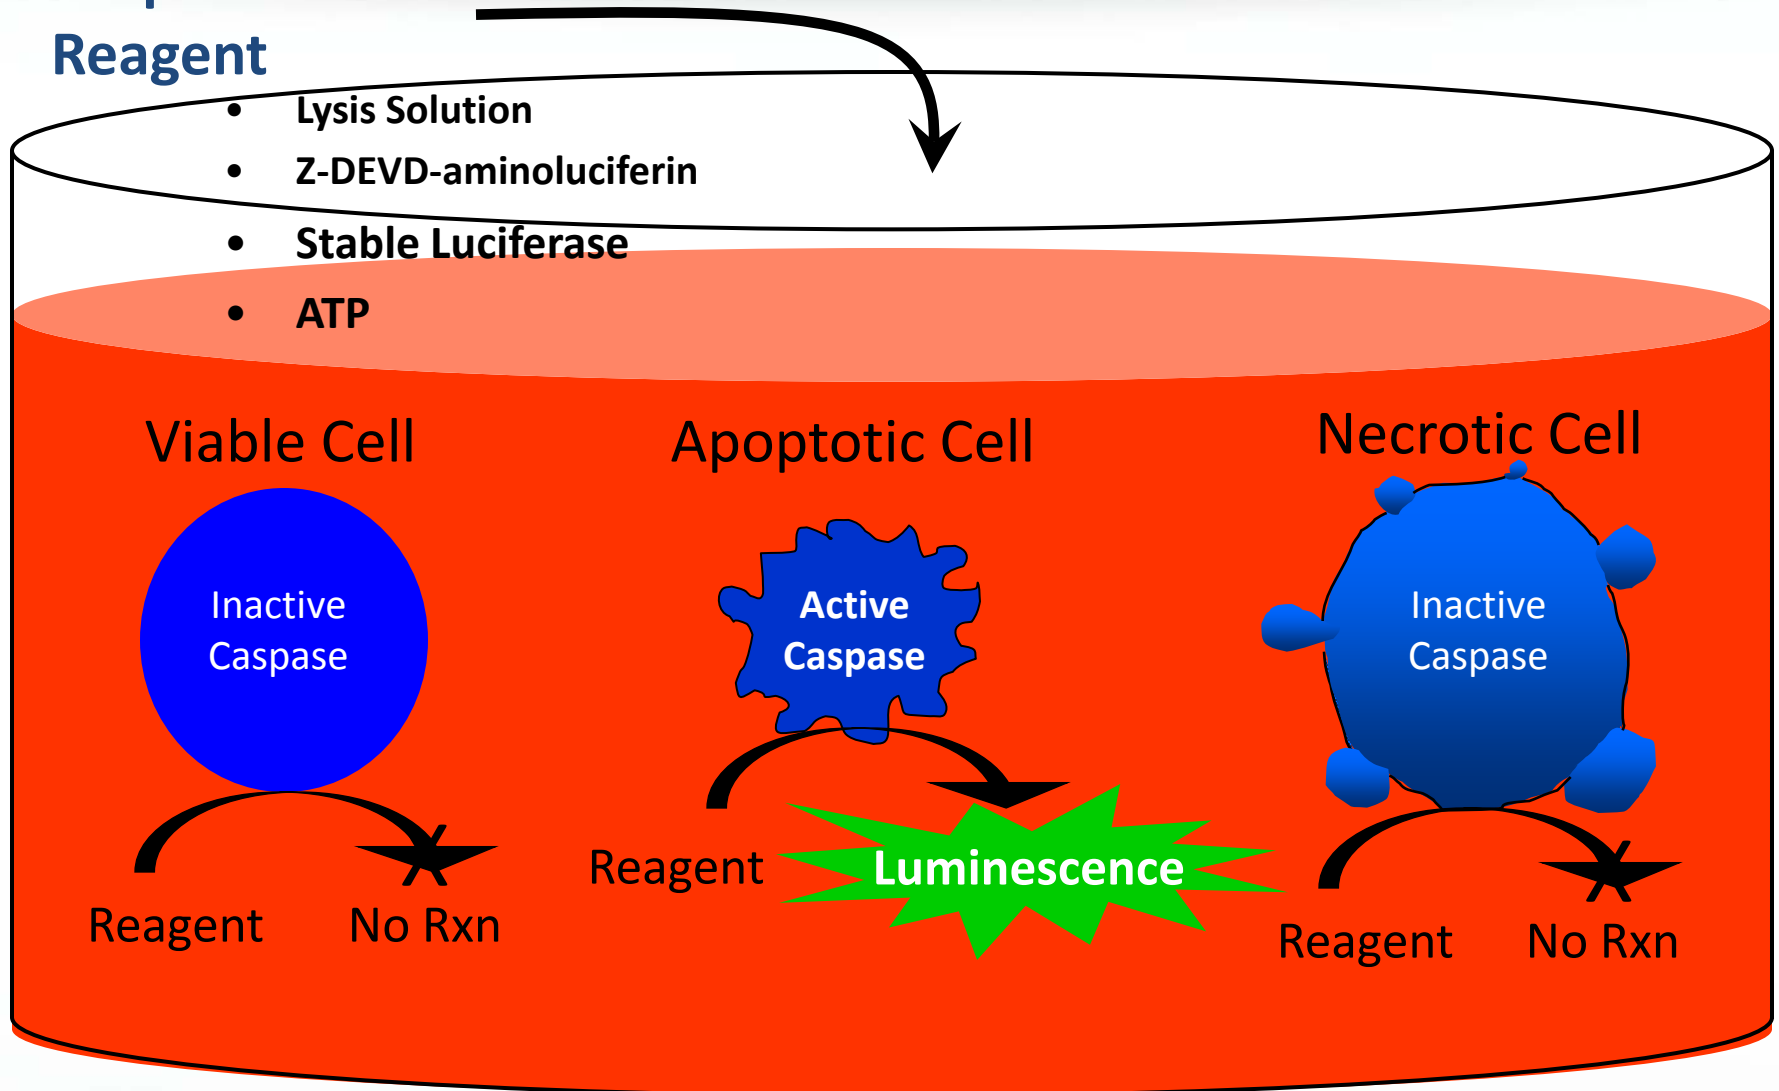 Reagent
• Lysis Solution
• Z-DEVD-aminoluciferin
• Stable Luciferase
• ATP
Viable Cell
Apoptotic Cell
Necrotic Cell
Inactive
Caspase
Active
Caspase
Inactive
Caspase
Reagent
No Rxn
Reagent
Luminescence
Reagent
No Rxn